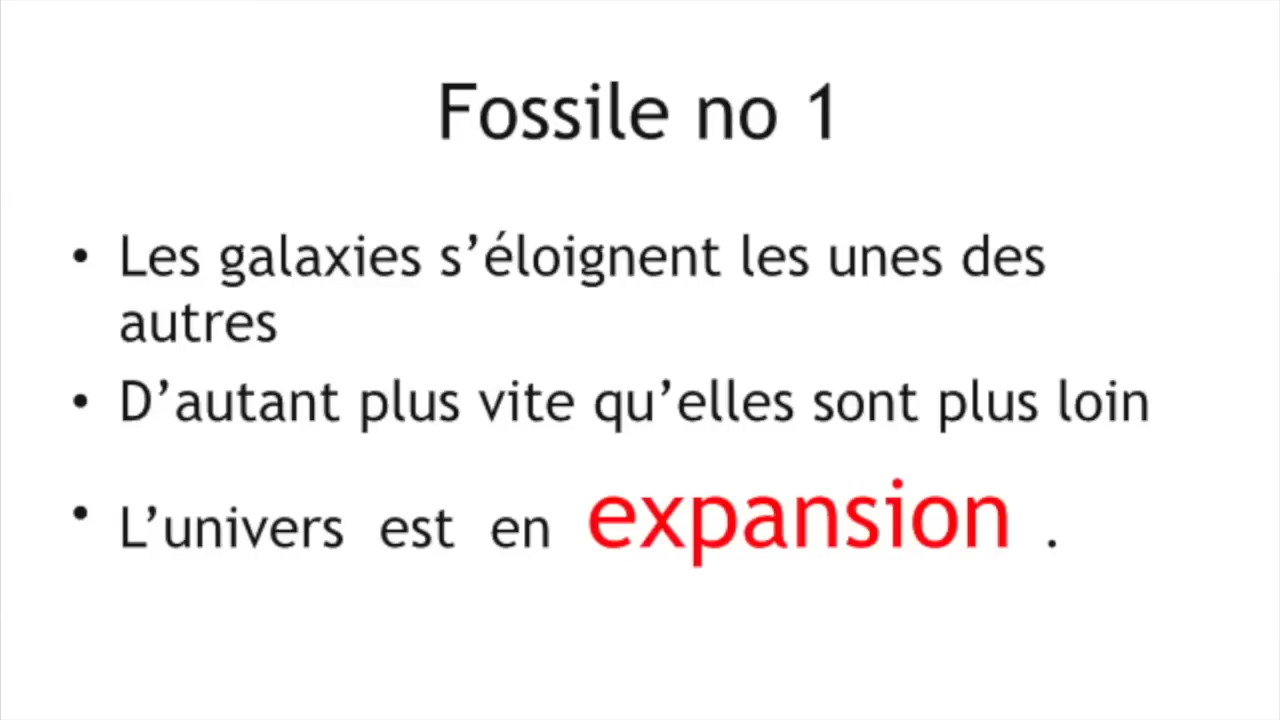 Fossile no 1
• Les galaxies s’éloignent les unes des
autres
• D’autant plus vite qu’elles sont plus loin
• L’univers est en expansion .